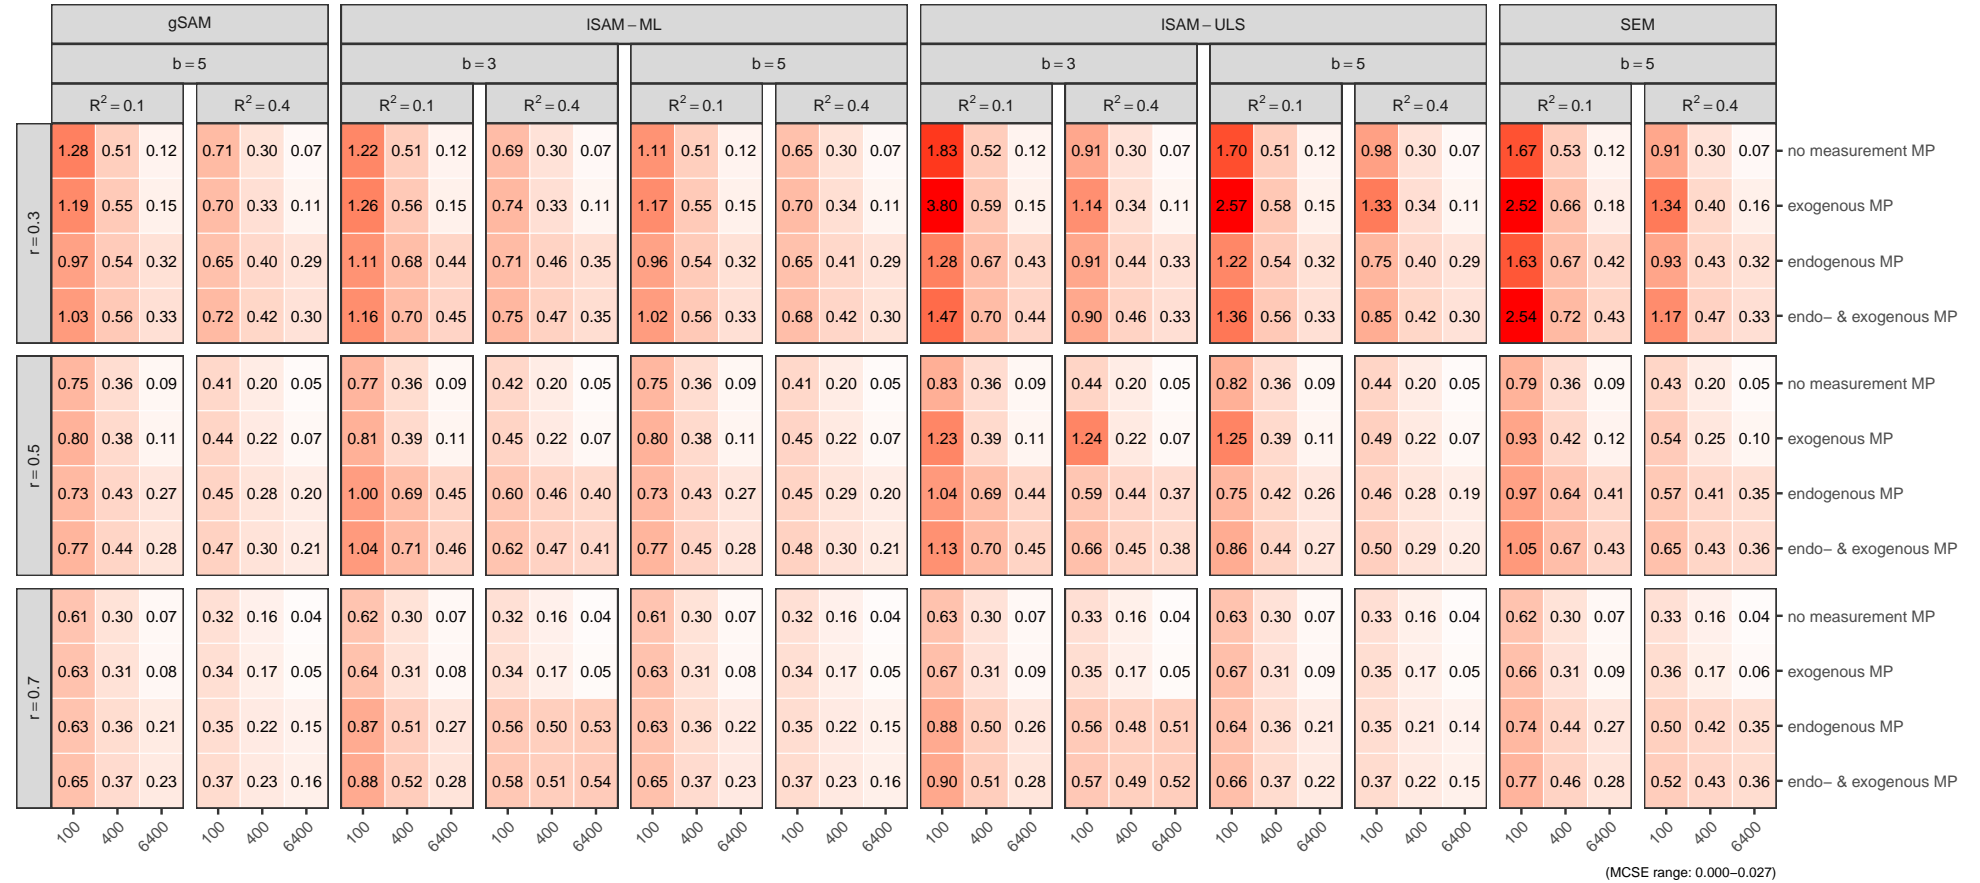 gSAM lSAM – ML lSAM – ULS SEM
b = 5 b = 3 b = 5 b = 3 b = 5 b = 5
R² = 0.1 R² = 0.4 R² = 0.1 R² = 0.4 R² = 0.1 R² = 0.4 R² = 0.1 R² = 0.4 R² = 0.1 R² = 0.4 R² = 0.1 R² = 0.4
r = 0.3
1.28 0.51 0.12 0.71 0.30 0.07 1.22 0.51 0.12 0.69 0.30 0.07 1.11 0.51 0.12 0.65 0.30 0.07 1.83 0.52 0.12 0.91 0.30 0.07 1.70 0.51 0.12 0.98 0.30 0.07 1.67 0.53 0.12 0.91 0.30 0.07 no measurement MP
1.19 0.55 0.15 0.70 0.33 0.11 1.26 0.56 0.15 0.74 0.33 0.11 1.17 0.55 0.15 0.70 0.34 0.11 3.80 0.59 0.15 1.14 0.34 0.11 2.57 0.58 0.15 1.33 0.34 0.11 2.52 0.66 0.18 1.34 0.40 0.16 exogenous MP
0.97 0.54 0.32 0.65 0.40 0.29 1.11 0.68 0.44 0.71 0.46 0.35 0.96 0.54 0.32 0.65 0.41 0.29 1.28 0.67 0.43 0.91 0.44 0.33 1.22 0.54 0.32 0.75 0.40 0.29 1.63 0.67 0.42 0.93 0.43 0.32 endogenous MP
1.03 0.56 0.33 0.72 0.42 0.30 1.16 0.70 0.45 0.75 0.47 0.35 1.02 0.56 0.33 0.68 0.42 0.30 1.47 0.70 0.44 0.90 0.46 0.33 1.36 0.56 0.33 0.85 0.42 0.30 2.54 0.72 0.43 1.17 0.47 0.33 endo– & exogenous MP
r = 0.5
0.75 0.36 0.09 0.41 0.20 0.05 0.77 0.36 0.09 0.42 0.20 0.05 0.75 0.36 0.09 0.41 0.20 0.05 0.83 0.36 0.09 0.44 0.20 0.05 0.82 0.36 0.09 0.44 0.20 0.05 0.79 0.36 0.09 0.43 0.20 0.05 no measurement MP
0.80 0.38 0.11 0.44 0.22 0.07 0.81 0.39 0.11 0.45 0.22 0.07 0.80 0.38 0.11 0.45 0.22 0.07 1.23 0.39 0.11 1.24 0.22 0.07 1.25 0.39 0.11 0.49 0.22 0.07 0.93 0.42 0.12 0.54 0.25 0.10 exogenous MP
0.73 0.43 0.27 0.45 0.28 0.20 1.00 0.69 0.45 0.60 0.46 0.40 0.73 0.43 0.27 0.45 0.29 0.20 1.04 0.69 0.44 0.59 0.44 0.37 0.75 0.42 0.26 0.46 0.28 0.19 0.97 0.64 0.41 0.57 0.41 0.35 endogenous MP
0.77 0.44 0.28 0.47 0.30 0.21 1.04 0.71 0.46 0.62 0.47 0.41 0.77 0.45 0.28 0.48 0.30 0.21 1.13 0.70 0.45 0.66 0.45 0.38 0.86 0.44 0.27 0.50 0.29 0.20 1.05 0.67 0.43 0.65 0.43 0.36 endo– & exogenous MP
r = 0.7
0.61 0.30 0.07 0.32 0.16 0.04 0.62 0.30 0.07 0.32 0.16 0.04 0.61 0.30 0.07 0.32 0.16 0.04 0.63 0.30 0.07 0.33 0.16 0.04 0.63 0.30 0.07 0.33 0.16 0.04 0.62 0.30 0.07 0.33 0.16 0.04 no measurement MP
0.63 0.31 0.08 0.34 0.17 0.05 0.64 0.31 0.08 0.34 0.17 0.05 0.63 0.31 0.08 0.34 0.17 0.05 0.67 0.31 0.09 0.35 0.17 0.05 0.67 0.31 0.09 0.35 0.17 0.05 0.66 0.31 0.09 0.36 0.17 0.06 exogenous MP
0.63 0.36 0.21 0.35 0.22 0.15 0.87 0.51 0.27 0.56 0.50 0.53 0.63 0.36 0.22 0.35 0.22 0.15 0.88 0.50 0.26 0.56 0.48 0.51 0.64 0.36 0.21 0.35 0.21 0.14 0.74 0.44 0.27 0.50 0.42 0.35 endogenous MP
0.65 0.37 0.23 0.37 0.23 0.16 0.88 0.52 0.28 0.58 0.51 0.54 0.65 0.37 0.23 0.37 0.23 0.16 0.90 0.51 0.28 0.57 0.49 0.52 0.66 0.37 0.22 0.37 0.22 0.15 0.77 0.46 0.28 0.52 0.43 0.36 endo– & exogenous MP
100 400 6400 100 400 6400 100 400 6400 100 400 6400 100 400 6400 100 400 6400 100 400 6400 100 400 6400 100 400 6400 100 400 6400 100 400 6400 100 400 6400
(MCSE range: 0.000–0.027)